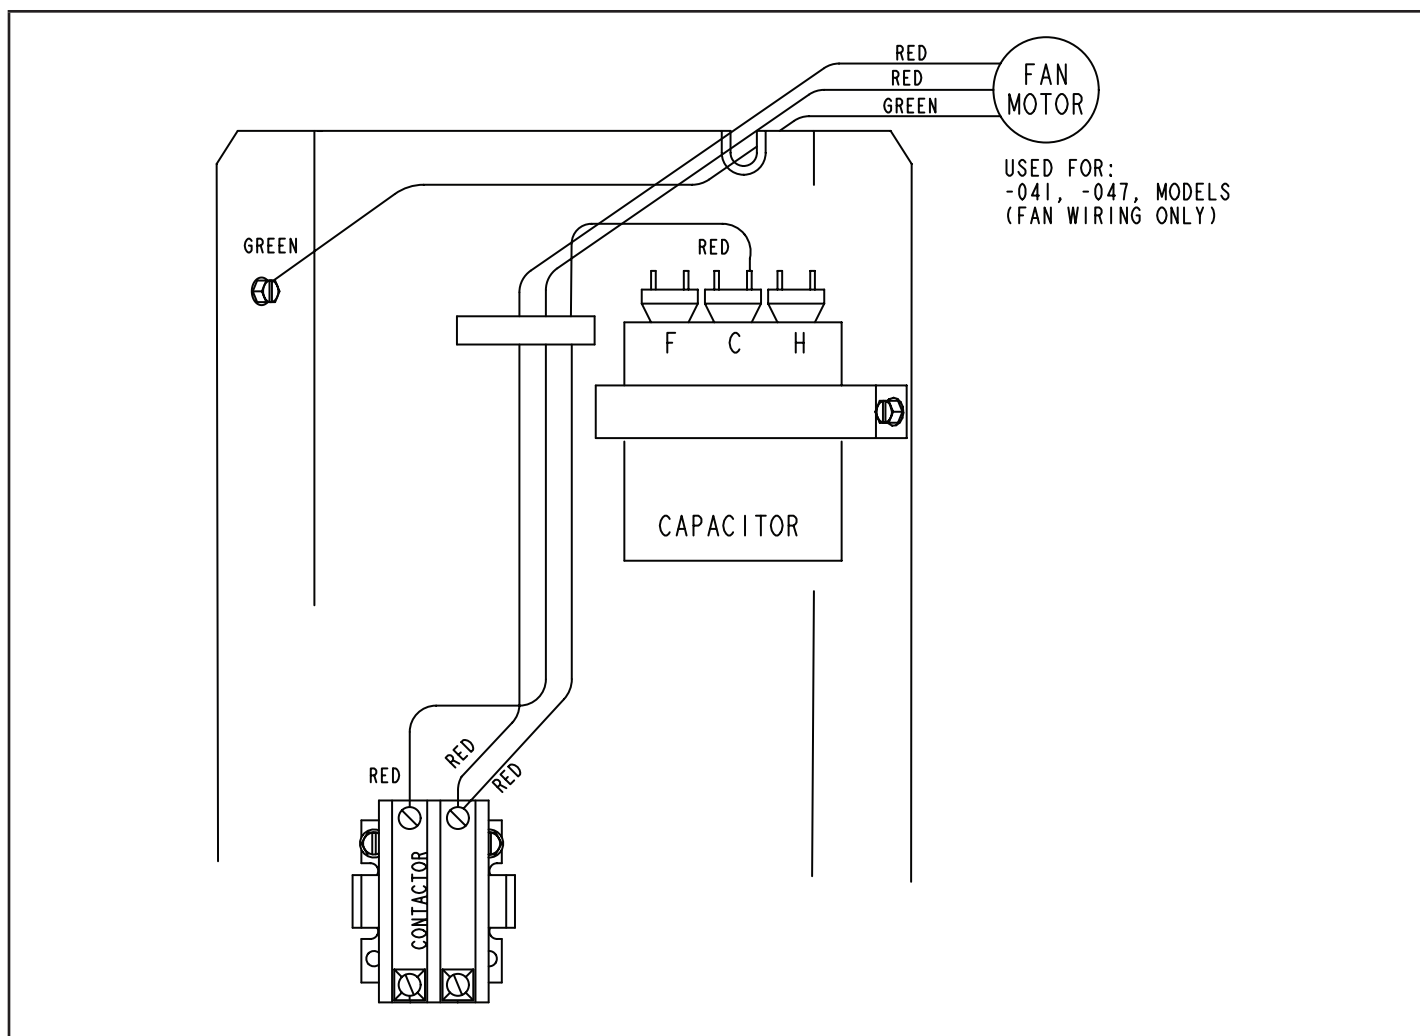 RED
RED
GREEN
FAN
MOTOR
USED FOR:
-041, -047, MODELS
(FAN WIRING ONLY)
GREEN
RED
F C H
CAPACITOR
RED
RED
RED
CONTACTOR